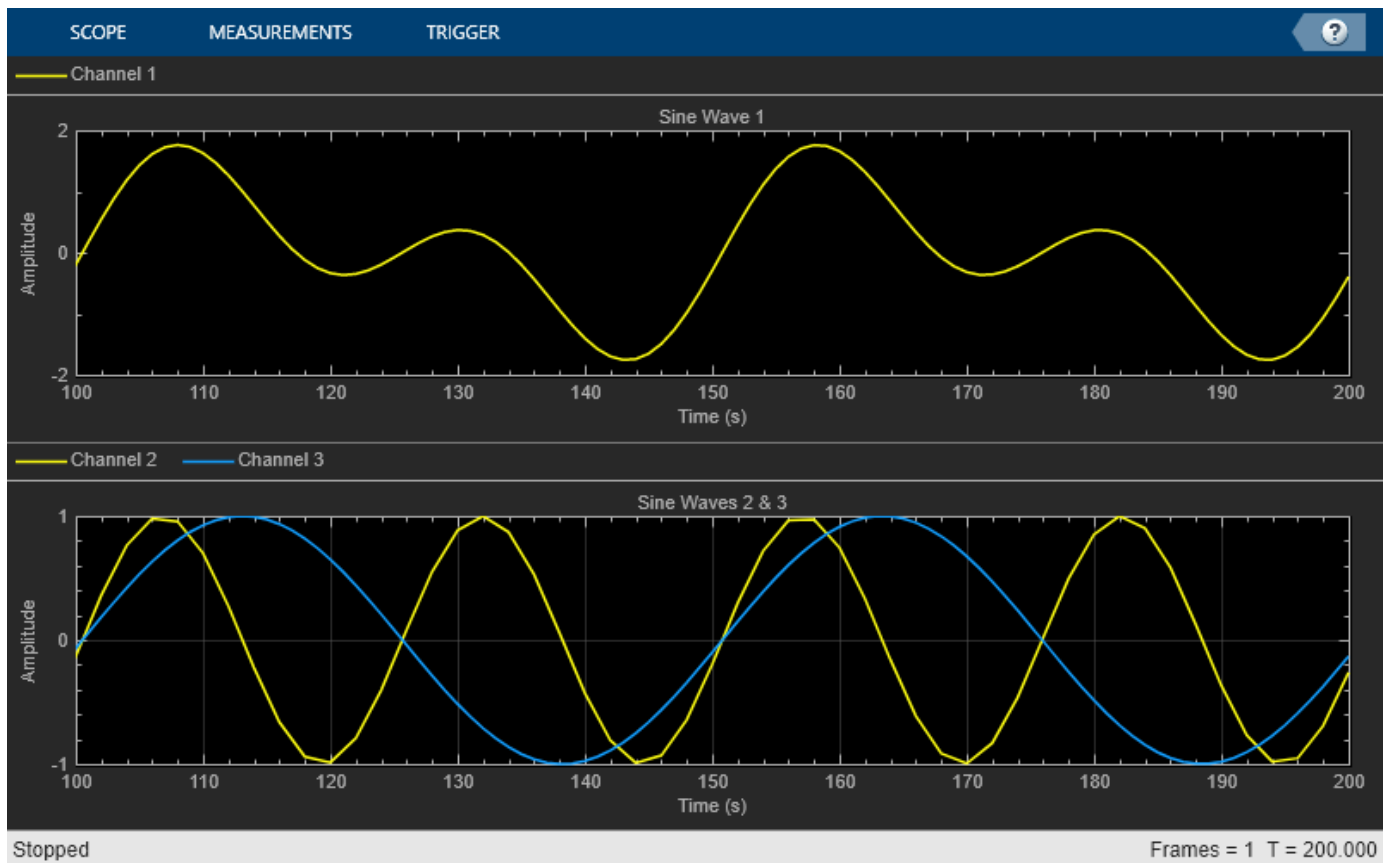 SCOPE MEASUREMENTS TRIGGER ?
Channel 1
Sine Wave 1
Amplitude
2
0
-2
100 110 120 130 140 150 160 170 180 190 200
Time (s)
Channel 2 Channel 3
Sine Waves 2 & 3
Amplitude
1
0
-1
100 110 120 130 140 150 160 170 180 190 200
Time (s)
Stopped Frames = 1 T = 200.000